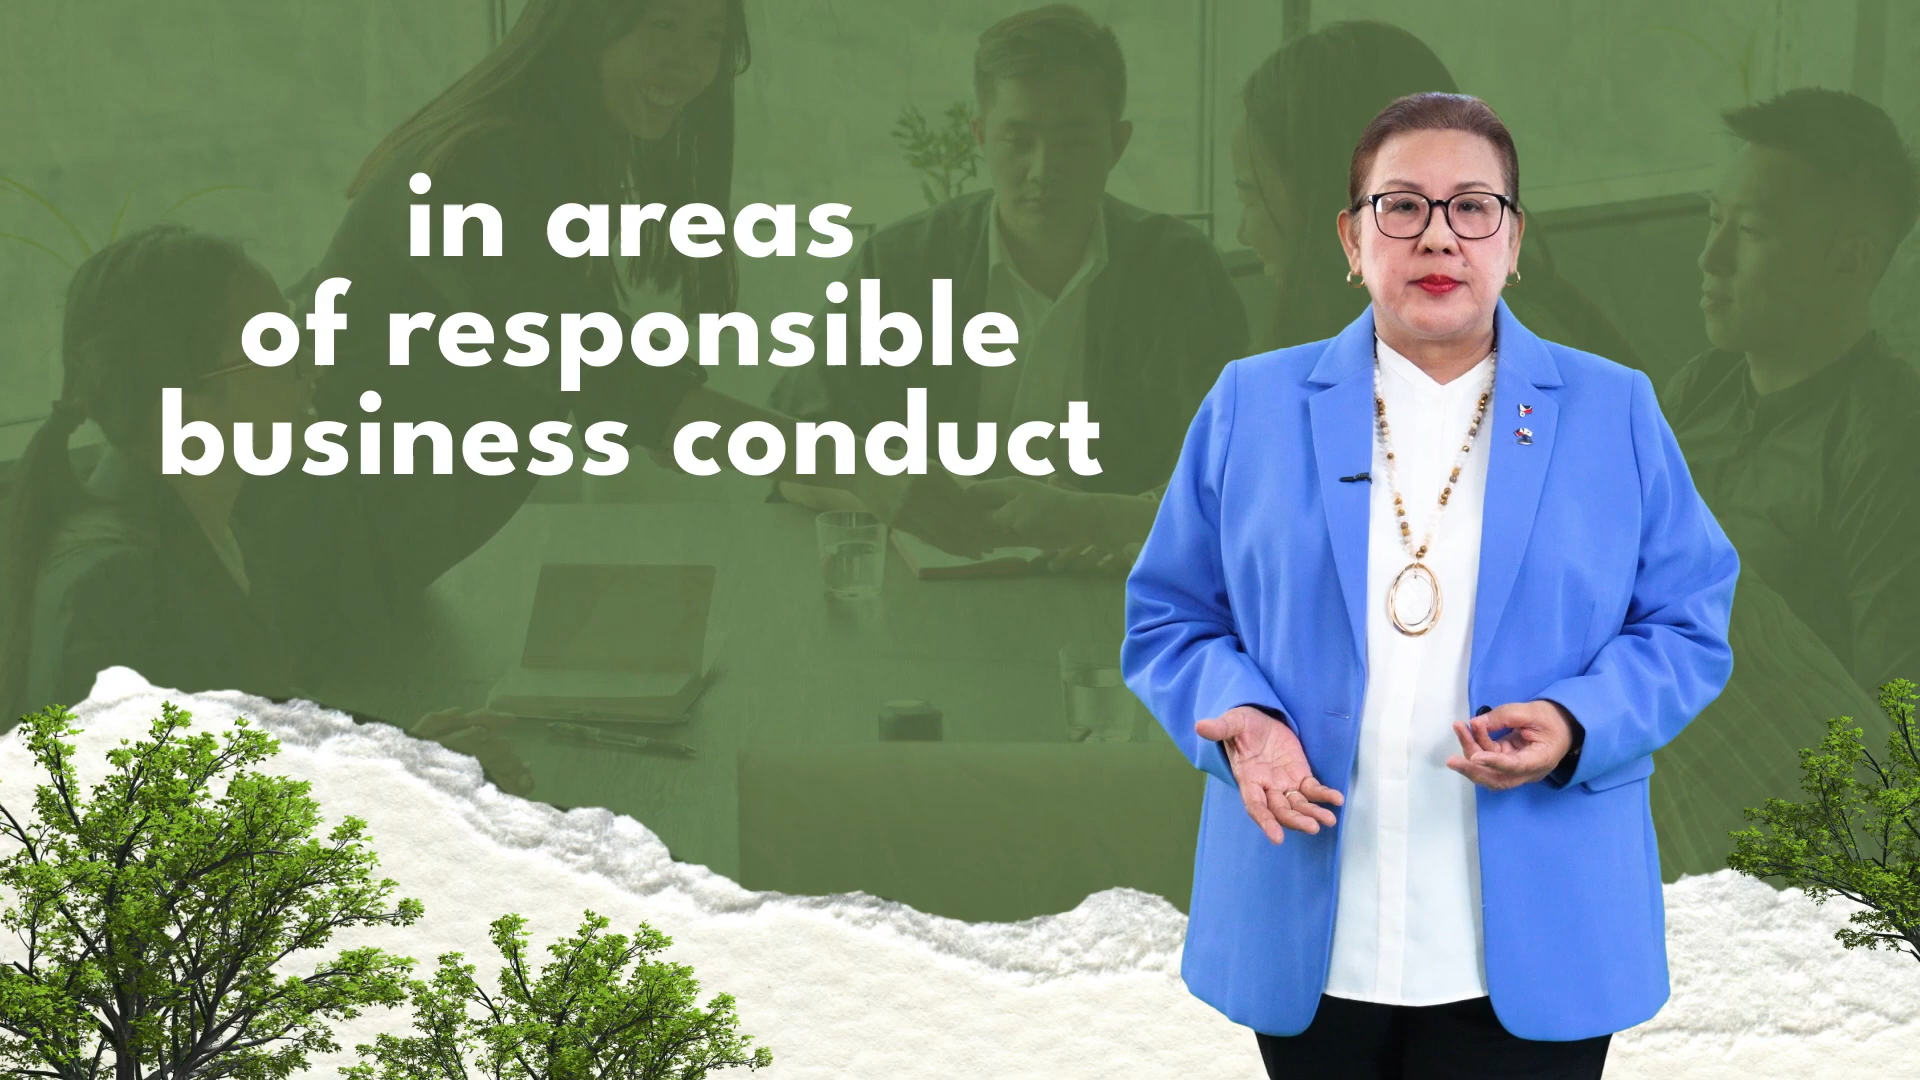 in areas
of responsible
business conduct